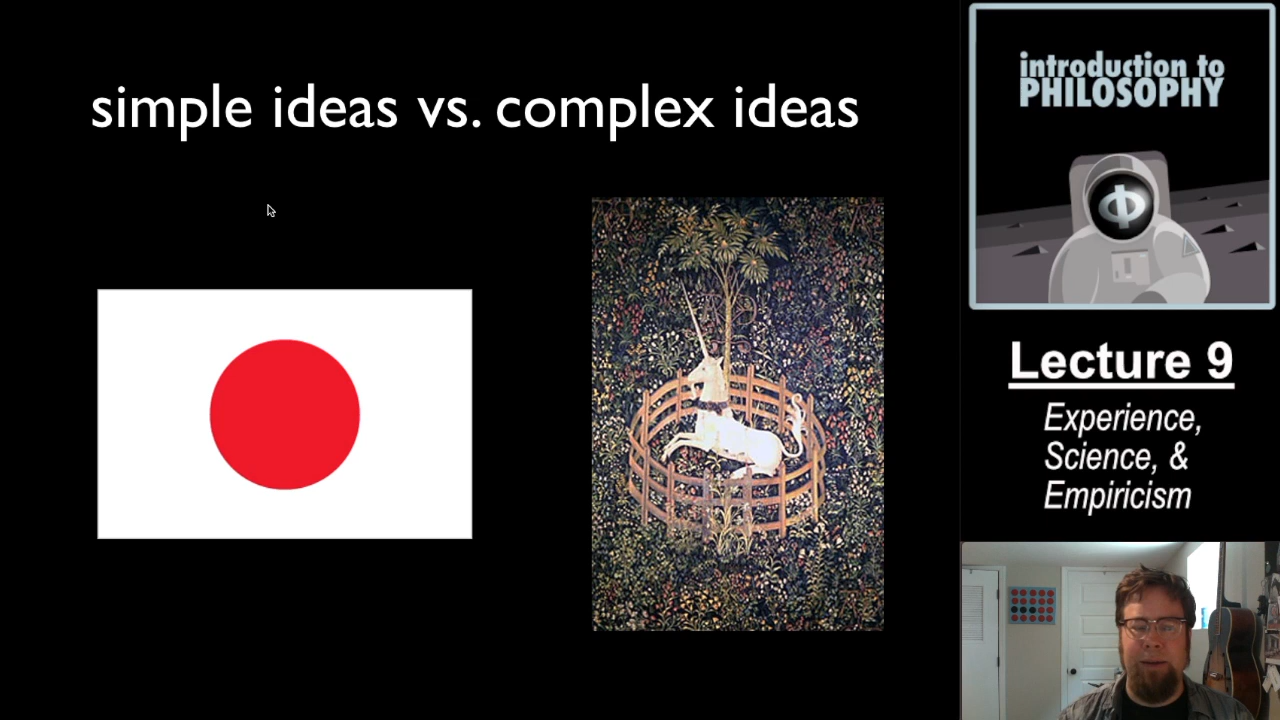 simple ideas vs. complex ideas
introduction to
PHILOSOPHY
Φ
Lecture 9
Experience,
Science, &
Empiricism